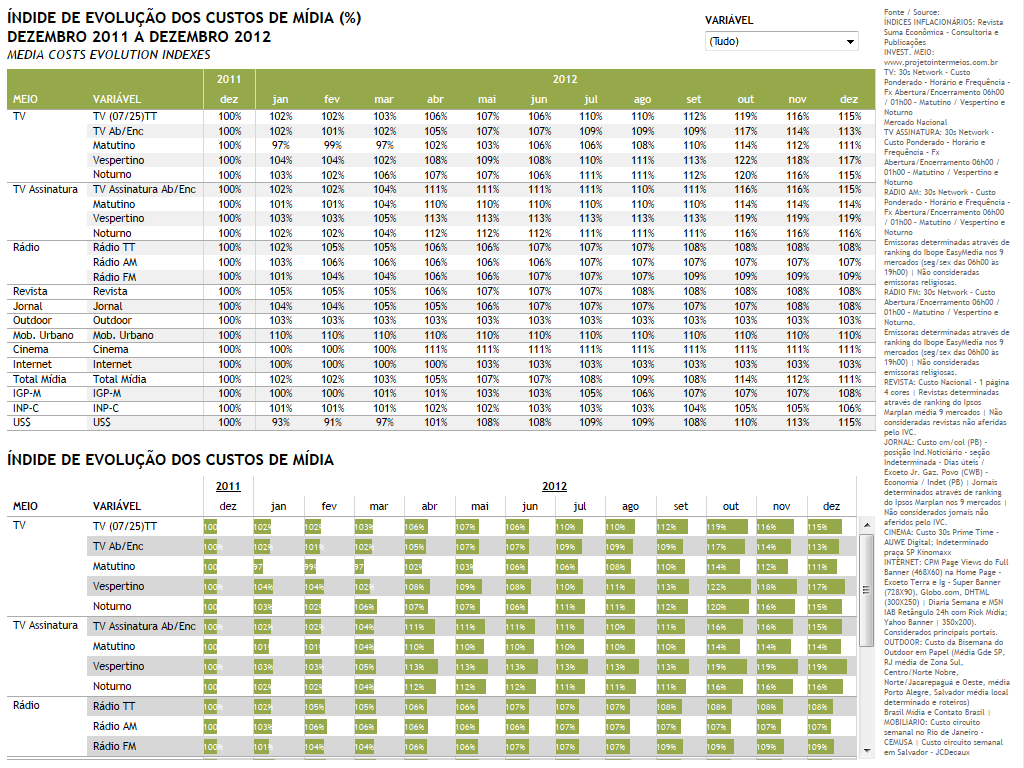 ÍNDIDE DE EVOLUÇÃO DOS CUSTOS DE MÍDIA (%)
DEZEMBRO 2011 A DEZEMBRO 2012
MEDIA COSTS EVOLUTION INDEXES
VARIÁVEL
(Tudo)
2011 2012
MEIO VARIÁVEL dez jan fev mar abr mai jun jul ago set out nov dez
TV TV (07/25)TT 100% 102% 102% 103% 106% 107% 106% 110% 110% 112% 119% 116% 115%
TV Ab/Enc 100% 102% 101% 102% 105% 107% 107% 109% 109% 109% 117% 114% 113%
Matutino 100% 97% 99% 97% 102% 103% 106% 106% 108% 110% 114% 112% 111%
Vespertino 100% 104% 104% 102% 108% 109% 108% 110% 111% 113% 122% 118% 117%
Noturno 100% 103% 102% 106% 107% 107% 106% 111% 111% 112% 120% 116% 115%
TV Assinatura TV Assinatura Ab/Enc 100% 102% 102% 104% 111% 111% 111% 111% 110% 111% 116% 116% 115%
Matutino 100% 101% 101% 104% 110% 110% 110% 110% 110% 110% 114% 114% 114%
Vespertino 100% 103% 103% 105% 113% 113% 113% 113% 113% 113% 119% 119% 119%
Noturno 100% 102% 102% 104% 112% 112% 112% 111% 111% 111% 116% 116% 116%
Rádio Rádio TT 100% 102% 105% 105% 106% 106% 107% 107% 107% 108% 108% 108% 108%
Rádio AM 100% 103% 106% 106% 106% 106% 107% 107% 107% 107% 107% 107% 107%
Rádio FM 100% 101% 104% 104% 106% 106% 107% 107% 107% 109% 109% 109% 109%
Revista Revista 100% 105% 105% 105% 106% 107% 107% 108% 108% 108% 108% 108% 108%
Jornal Jornal 100% 104% 104% 105% 105% 106% 107% 107% 107% 107% 107% 108% 108%
Outdoor Outdoor 100% 103% 103% 103% 103% 103% 103% 103% 103% 103% 103% 103% 103%
Mob. Urbano Mob. Urbano 100% 110% 110% 110% 110% 110% 110% 110% 110% 110% 110% 110% 110%
Cinema Cinema 100% 100% 100% 100% 111% 111% 111% 111% 111% 111% 111% 111% 111%
Internet Internet 100% 100% 100% 100% 100% 103% 103% 103% 103% 103% 103% 103% 103%
Total Mídia Total Mídia 100% 102% 102% 103% 105% 107% 107% 108% 109% 108% 114% 112% 111%
IGP-M IGP-M 100% 100% 100% 101% 101% 103% 103% 105% 106% 107% 107% 107% 108%
INP-C INP-C 100% 101% 101% 101% 102% 102% 103% 103% 103% 104% 105% 105% 106%
US$ US$ 100% 93% 91% 97% 101% 108% 108% 109% 109% 108% 110% 113% 115%
ÍNDIDE DE EVOLUÇÃO DOS CUSTOS DE MÍDIA
2011 2012
MEIO VARIÁVEL dez jan fev mar abr mai jun jul ago set out nov dez
TV TV (07/25)TT 100 102% 102% 103% 106% 107% 106% 110% 110% 112% 119% 116% 115%
TV Ab/Enc 100% 102% 101% 102% 105% 107% 107% 109% 109% 109% 117% 114% 113%
Matutino 100 97 99% 97 102% 103% 106% 106% 108% 110% 114% 112% 111%
Vespertino 100% 104% 104% 102% 108% 109% 108% 110% 111% 113% 122% 118% 117%
Noturno 100 103% 102% 106% 107% 107% 106% 111% 111% 112% 120% 116% 115%
TV Assinatura TV Assinatura Ab/Enc 100% 102% 102% 104% 111% 111% 111% 111% 110% 111% 116% 116% 115%
Matutino 100 101% 101% 104% 110% 110% 110% 110% 110% 110% 114% 114% 114%
Vespertino 100% 103% 103% 105% 113% 113% 113% 113% 113% 113% 119% 119% 119%
Noturno 100 102% 102% 104% 112% 112% 112% 111% 111% 111% 116% 116% 116%
Rádio Rádio TT 100% 102% 105% 105% 106% 106% 107% 107% 107% 108% 108% 108% 108%
Rádio AM 100 103% 106% 106% 106% 106% 107% 107% 107% 107% 107% 107% 107%
Rádio FM 100% 101% 104% 104% 106% 106% 107% 107% 107% 109% 109% 109% 109%
Fonte / Source:
ÍNDICES INFLACIONÁRIOS: Revista
Suma Econômica - Consultoria e
Publicações
INVEST. MEIO:
www.projetointermeios.com.br
TV: 30s Network - Custo
Ponderado - Horário e Frequência -
Fx Abertura/Encerramento 06h00
/ 01h00 - Matutino / Vespertino e
Noturno
Mercado Nacional
TV ASSINATURA: 30s Network -
Custo Ponderado - Horário e
Frequência - Fx
Abertura/Encerramento 06h00 /
01h00 - Matutino / Vespertino e
Noturno
RÁDIO AM: 30s Network - Custo
Ponderado - Horário e Frequência -
Fx Abertura/Encerramento 06h00
/ 01h00 - Matutino / Vespertino e
Noturno
Emissoras determinadas através de
ranking do Ibope EasyMedia nos 9
mercados (seg/sex das 06h00 às
19h00) | Não consideradas
emissoras religiosas.
RÁDIO FM: 30s Network - Custo
Abertura/Encerramento 06h00 /
01h00 - Matutino / Vespertino e
Noturno.
Emissoras determinadas através de
ranking do Ibope EasyMedia nos 9
mercados (seg/sex das 06h00 às
19h00) | Não consideradas
emissoras religiosas.
REVISTA: Custo Nacional - 1 página
4 cores | Revistas determinadas
através de ranking do Ipsos
Marplan média 9 mercados | Não
consideradas revistas não aferidas
pelo IVC.
JORNAL: Custo cm/col (PB) -
posição Ind.Noticiário - seção
Indeterminada - Dias úteis /
Exceto Jr. Gaz. Povo (CWB) -
Economia / Indet (PB) | Jornais
determinados através de ranking
do Ipsos Marplan nos 9 mercados |
Não considerados jornais não
aferidos pelo IVC.
CINEMA: Custo 30s Prime Time -
AUWE Digital; Indeterminado
praça SP Kinomaxx
INTERNET: CPM Page Views do Full
Banner (468X60) na Home Page -
Exceto Terra e Ig - Super Banner
(728X90), Globo.com, DHTML
(300X250) | Diaria Semana e MSN
IAB Retângulo 24h com Rick Mídia;
Yahoo Banner | 350x200).
Considerados principais portais.
OUTDOOR: Custo da Bisemana do
Outdoor em Papel (Média Gde SP,
RJ média de Zona Sul,
Centro/Norte Nobre,
Norte/Jacarepaguá e Oeste, média
Porto Alegre, Salvador média local
determinado e roteiros)
Brasil Mídia e Contato Brasil |
MOBILIÁRIO: Custo circuito
semanal no Rio de Janeiro -
CEMUSA | Custo circuito semanal
em Salvador - JCDecaux